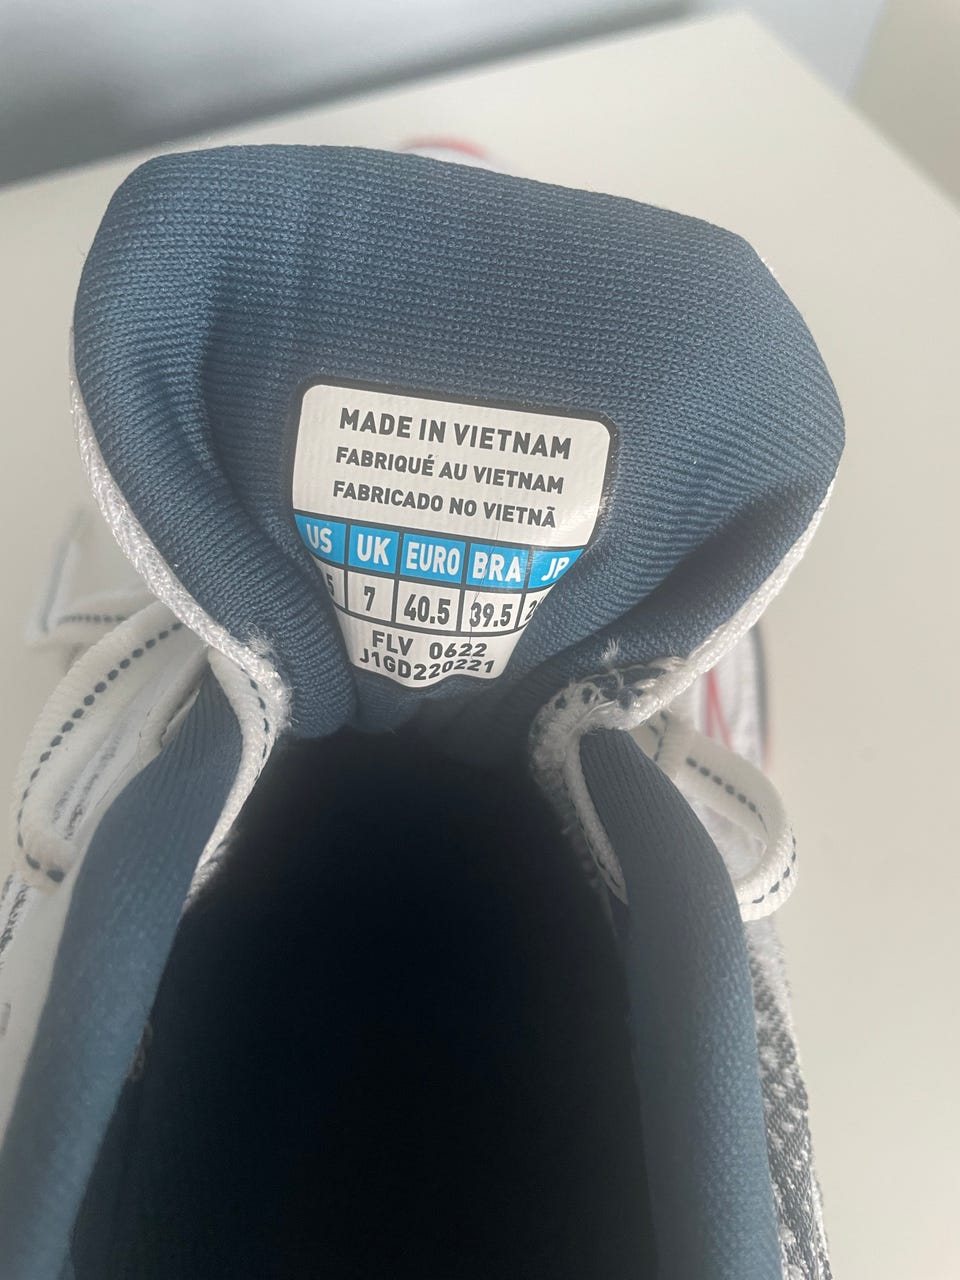 MADE IN VIETNAM
FABRIQUÉ AU VIETNAM
FABRICADO NO VIETNÃ
US UK EURO BRA JP
7 40.5 39.5
FLV 0622
J1GD220221